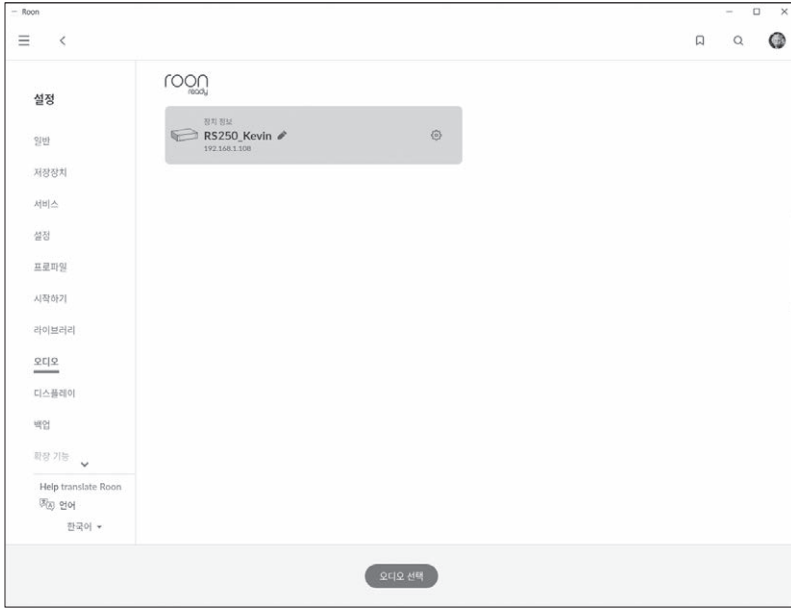 Roon
설정
일반
저장장치
서비스
설정
프로파일
시작하기
라이브러리
오디오
디스플레이
백업
확장 기능
Help translate Roon
언어
한국어
roon
ready
장치 정보
RS250_Kevin
192.168.1.108
오디오 선택